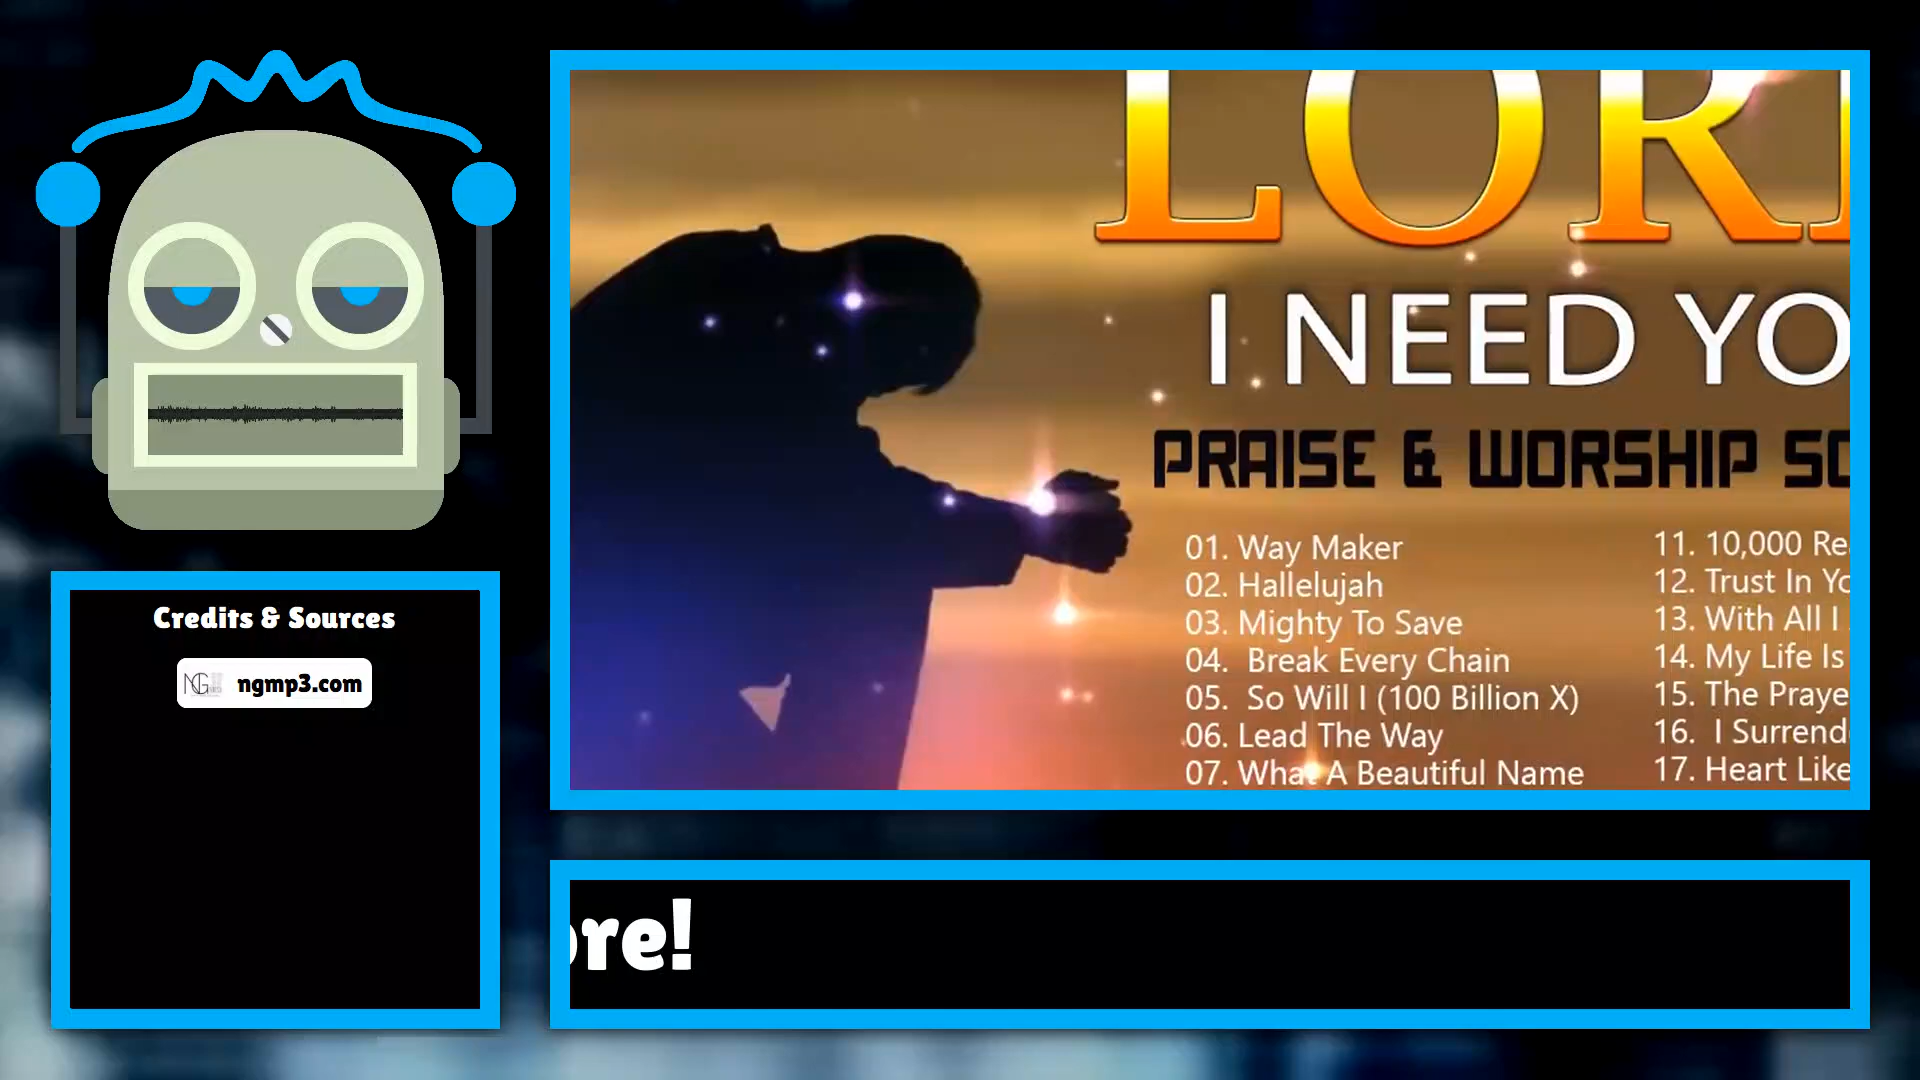 LOR
I NEED YO
PRAISE & WORSHIP SO
01. Way Maker
02. Hallelujah
03. Mighty To Save
04. Break Every Chain
05. So Will I (100 Billion X)
06. Lead The Way
07. What A Beautiful Name
11. 10,000 Re
12. Trust In Yo
13. With All I
14. My Life Is
15. The Praye
16. I Surrend
17. Heart Like
Credits & Sources
NG
ngmp3.com
ore!